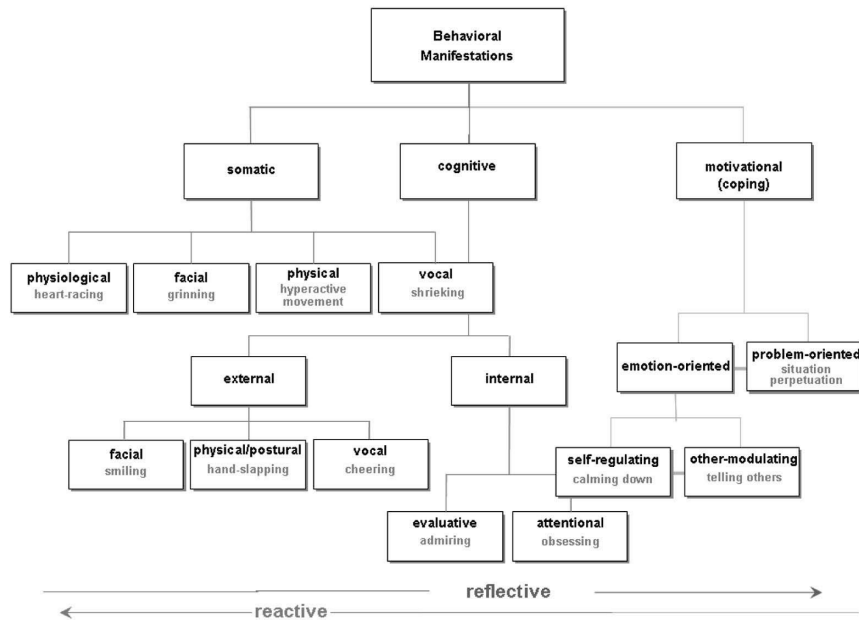 Behavioral
Manifestations
somatic
cognitive
motivational
(coping)
physiological
heart-racing
facial
grinning
physical
hyperactive
movement
vocal
shrieking
external
internal
emotion-oriented
problem-oriented
situation
perpetuation
facial
smiling
physical/postural
hand-slapping
vocal
cheering
self-regulating
calming down
other-modulating
telling others
evaluative
admiring
attentional
obsessing
reflective
reactive